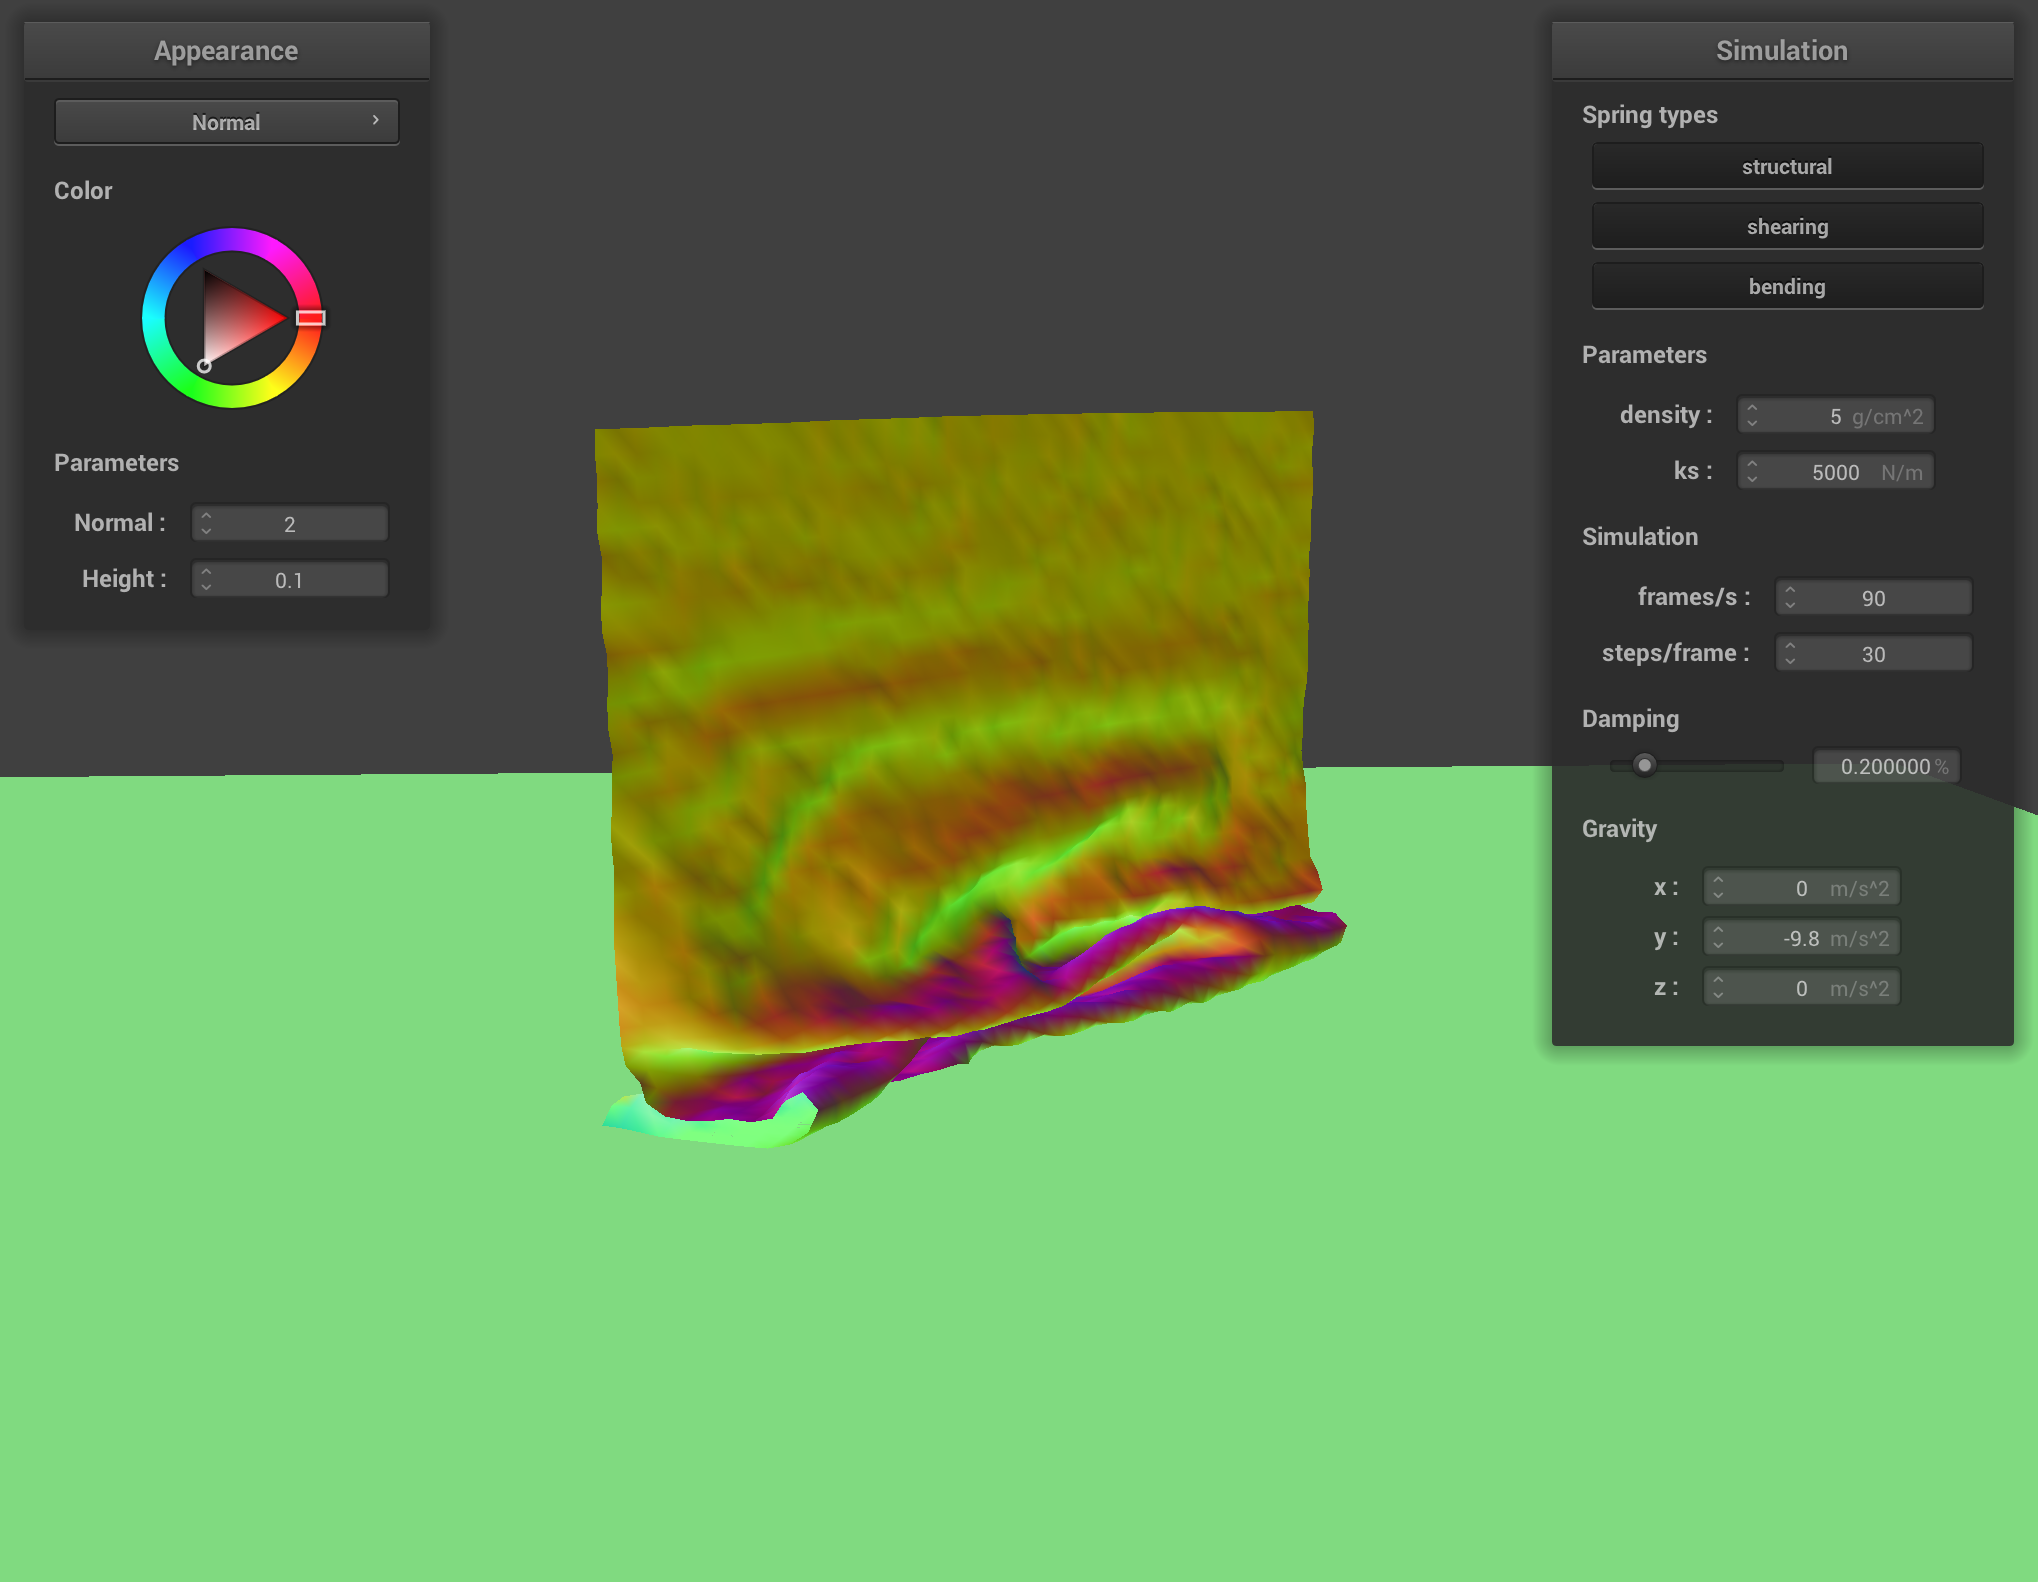 Appearance
Normal ›
Color
Parameters
Normal : 2
Height : 0.1
Simulation
Spring types
structural
shearing
bending
Parameters
density : 5 g/cm^2
ks : 5000 N/m
Simulation
frames/s : 90
steps/frame : 30
Damping
0.200000 %
Gravity
x : 0 m/s^2
y : -9.8 m/s^2
z : 0 m/s^2